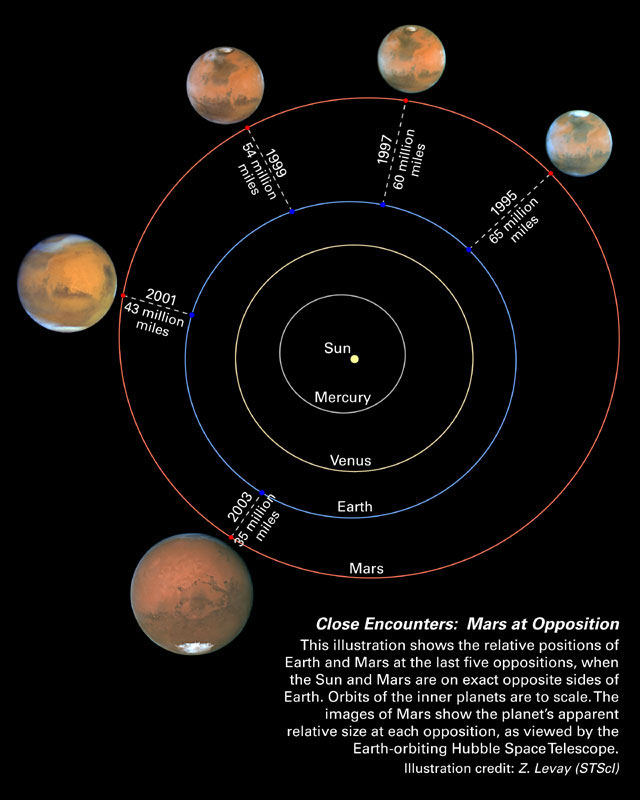 1999
54 million
miles
1997
60 million
miles
1995
65 million
miles
2001
43 million
miles
Sun
Mercury
Venus
2003
35 million
miles
Earth
Mars
Close Encounters: Mars at Opposition
This illustration shows the relative positions of
Earth and Mars at the last five oppositions, when
the Sun and Mars are on exact opposite sides of
Earth. Orbits of the inner planets are to scale. The
images of Mars show the planet's apparent
relative size at each opposition, as viewed by the
Earth-orbiting Hubble Space Telescope.
Illustration credit: Z. Levay (STScI)